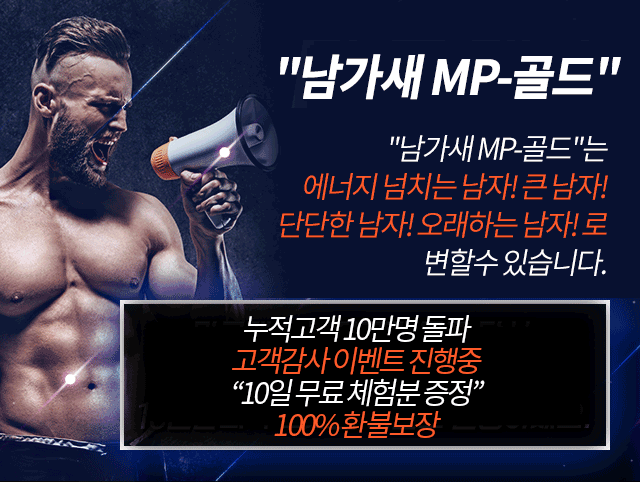 "남가새 MP-골드"
"남가새 MP-골드"는
에너지 넘치는 남자! 큰 남자!
단단한 남자! 오래하는 남자! 로
변할수 있습니다.
누적고객 10만명 돌파
고객감사 이벤트 진행중
“10일 무료 체험분 증정”
100% 환불보장